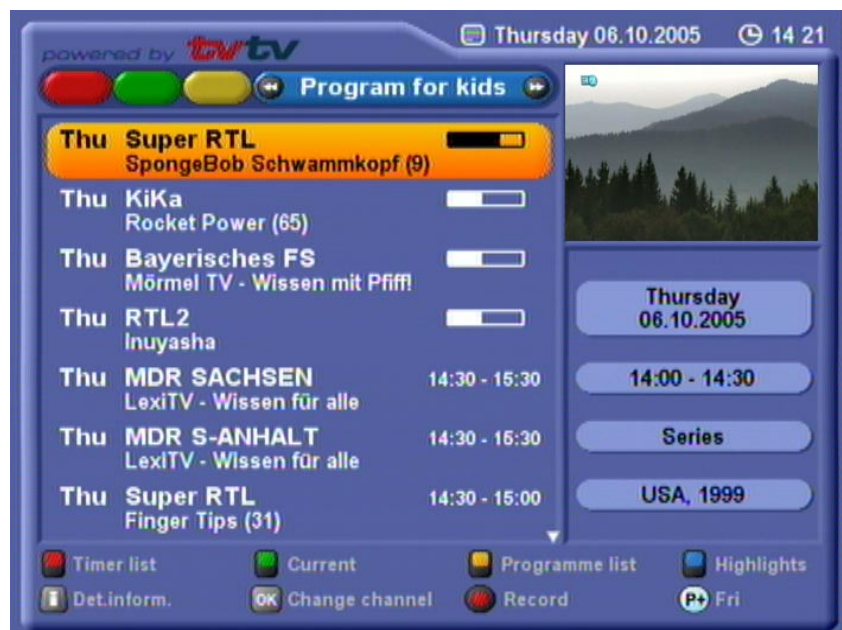 powered by tvtv
Thursday 06.10.2005
14 21
Program for kids
Thu Super RTL
SpongeBob Schwammkopf (9)
Thu KiKa
Rocket Power (65)
Thu Bayerisches FS
Mörmel TV - Wissen mit Pfiff!
Thu RTL2
Inuyasha
Thu MDR SACHSEN 14:30 - 15:30
LexiTV - Wissen für alle
Thu MDR S-ANHALT 14:30 - 15:30
LexiTV - Wissen für alle
Thu Super RTL 14:30 - 15:00
Finger Tips (31)
Thursday
06.10.2005
14:00 - 14:30
Series
USA, 1999
Timer list Current Programme list Highlights
i Det.inform. OK Change channel Record P+ Fri